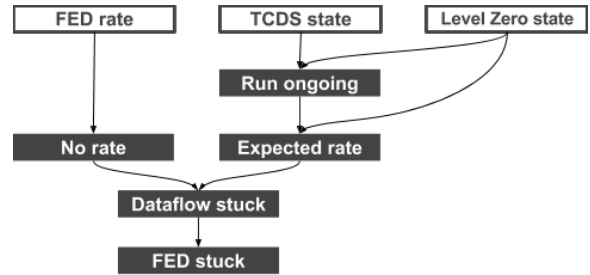 FED rate
TCDS state
Level Zero state
Run ongoing
No rate
Expected rate
Dataflow stuck
FED stuck